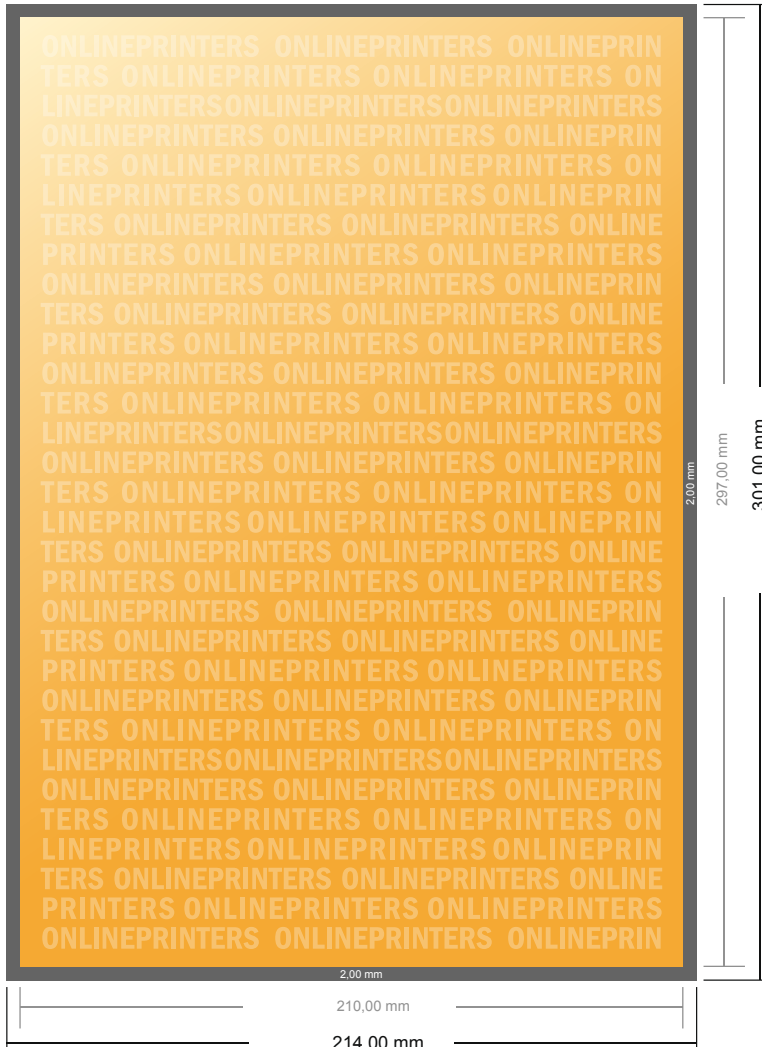 ONLINEPRINTERS ONLINEPRINTERS ONLINEPRIN
TERS ONLINEPRINTERS ONLINEPRINTERS ON
LINEPRINTERSONLINEPRINTERSONLINEPRINTERS
ONLINEPRINTERS ONLINEPRINTERS ONLINEPRIN
TERS ONLINEPRINTERS ONLINEPRINTERS ON
LINEPRINTERS ONLINEPRINTERS ONLINEPRIN
TERS ONLINEPRINTERS ONLINEPRINTERS ONLINE
PRINTERS ONLINEPRINTERS ONLINEPRINTERS
ONLINEPRINTERS ONLINEPRINTERS ONLINEPRIN
TERS ONLINEPRINTERS ONLINEPRINTERS ONLINE
PRINTERS ONLINEPRINTERS ONLINEPRINTERS
ONLINEPRINTERS ONLINEPRINTERS ONLINEPRIN
TERS ONLINEPRINTERS ONLINEPRINTERS ON
LINEPRINTERSONLINEPRINTERSONLINEPRINTERS
ONLINEPRINTERS ONLINEPRINTERS ONLINEPRIN
TERS ONLINEPRINTERS ONLINEPRINTERS ON
LINEPRINTERS ONLINEPRINTERS ONLINEPRIN
TERS ONLINEPRINTERS ONLINEPRINTERS ONLINE
PRINTERS ONLINEPRINTERS ONLINEPRINTERS
ONLINEPRINTERS ONLINEPRINTERS ONLINEPRIN
TERS ONLINEPRINTERS ONLINEPRINTERS ONLINE
PRINTERS ONLINEPRINTERS ONLINEPRINTERS
ONLINEPRINTERS ONLINEPRINTERS ONLINEPRIN
TERS ONLINEPRINTERS ONLINEPRINTERS ON
LINEPRINTERSONLINEPRINTERSONLINEPRINTERS
ONLINEPRINTERS ONLINEPRINTERS ONLINEPRIN
TERS ONLINEPRINTERS ONLINEPRINTERS ON
LINEPRINTERS ONLINEPRINTERS ONLINEPRIN
TERS ONLINEPRINTERS ONLINEPRINTERS ONLINE
PRINTERS ONLINEPRINTERS ONLINEPRINTERS
ONLINEPRINTERS ONLINEPRINTERS ONLINEPRIN
2,00 mm
297,00 mm
301,00 mm
2,00 mm
210,00 mm
214,00 mm